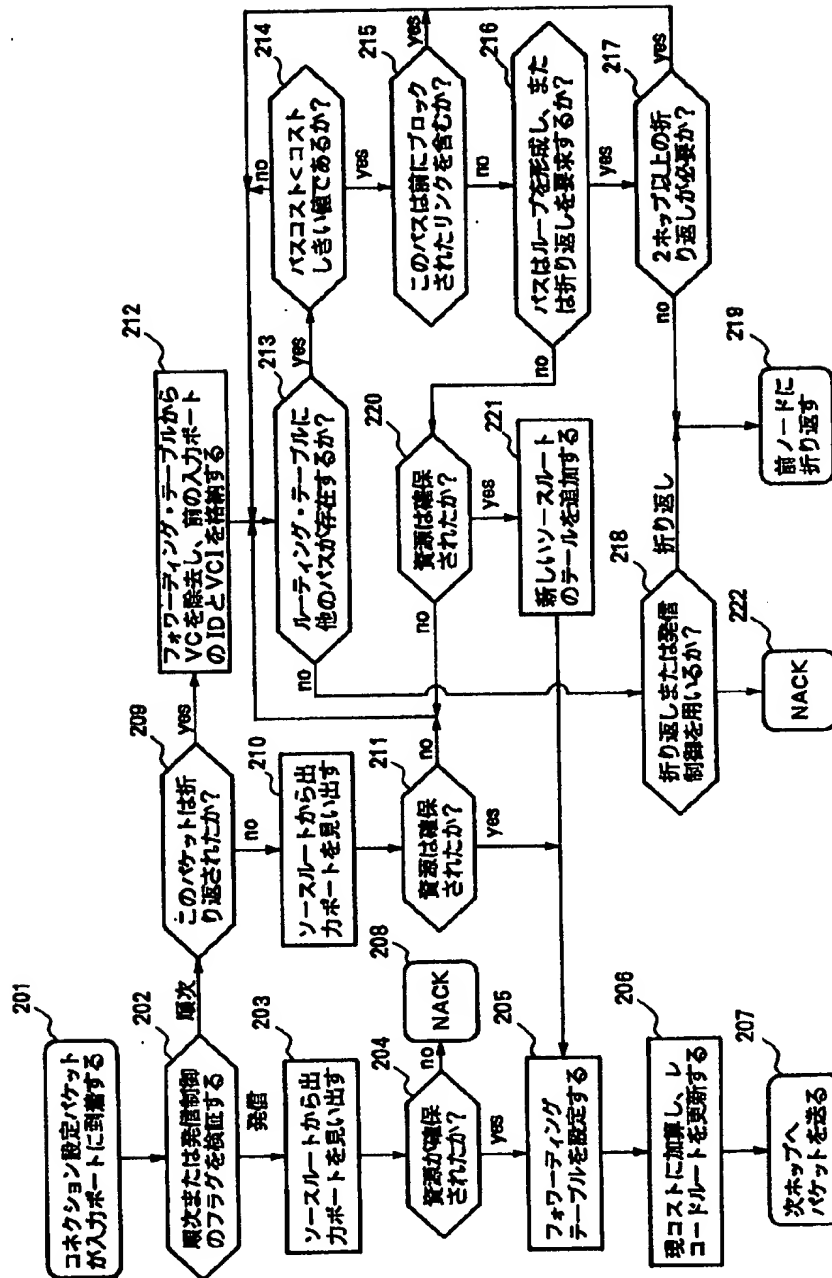 201
コネクション設定パケット
が入力ポートに到着する
202
順次または発信制御
のフラグを検証する
順次
発信
203
ソースルートから出
力ポートを見い出す
204
資源が確保
されたか?
no
yes
208
NACK
205
フォワーディング
テーブルを設定する
206
現コストに加算し、レ
コードルートを更新する
207
次ホップへ
パケットを送る
209
このパケットは折
り返されたか?
yes
no
210
ソースルートから出
力ポートを見い出す
211
資源は確保
されたか?
no
yes
212
フォワーディング・テーブルから
VCを除去し、前の入力ポート
のIDとVCIを格納する
213
ルーティング・テーブルに
他のパスが存在するか?
yes
no
214
パスコスト<コスト
しきい値であるか?
no
yes
215
このパスは前にブロック
されたリンクを含むか?
yes
no
216
パスはループを形成し、また
は折り返しを要求するか?
no
yes
217
2ホップ以上の折
り返しが必要か?
yes
no
220
資源は確保
されたか?
no
yes
221
新しいソースルート
のテールを追加する
218
折り返しまたは発信
制御を用いるか?
折り返し
219
前ノードに
折り返す
222
NACK